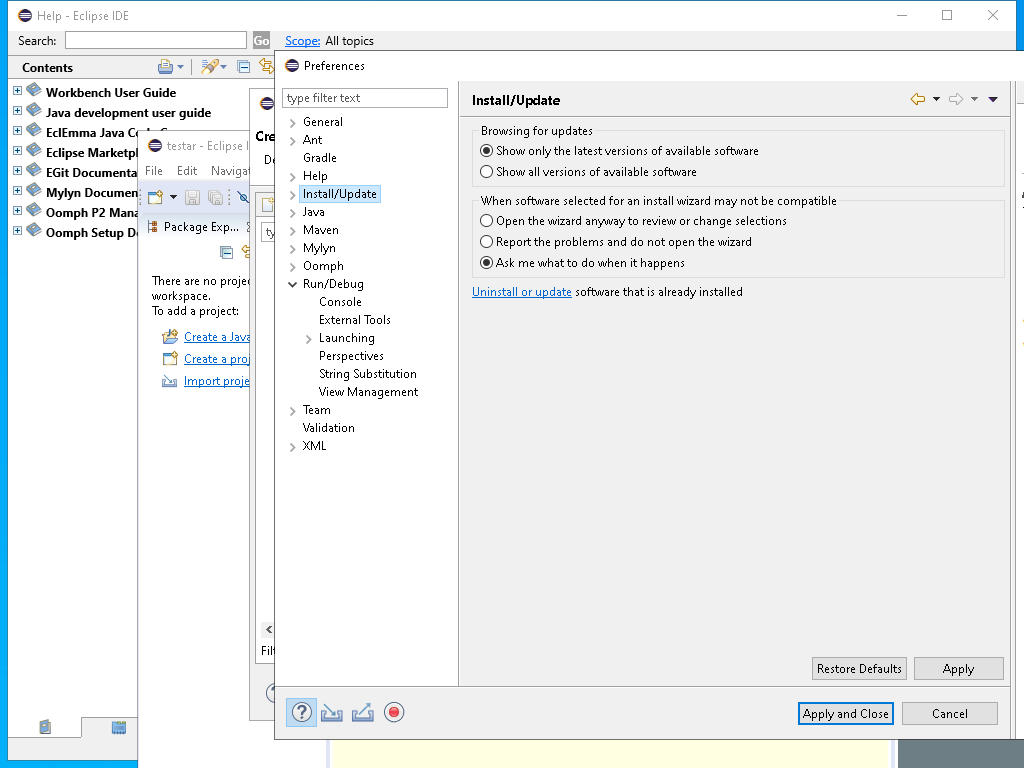 Help - Eclipse IDE
Search:
Go
Scope:
All topics
Contents
Workbench User Guide
Java development user guide
EclEmma Java Code
Eclipse Marketpl
EGit Documenta
Mylyn Documen
Oomph P2 Mana
Oomph Setup De
testar - Eclipse I
File
Edit
Navigat
Package Exp...
There are no projec
workspace.
To add a project:
Create a Java
Create a proj
Import proje
Cre
De
ty
<
Filt
Preferences
type filter text
General
Ant
Gradle
Help
Install/Update
Java
Maven
Mylyn
Oomph
Run/Debug
Console
External Tools
Launching
Perspectives
String Substitution
View Management
Team
Validation
XML
Install/Update
Browsing for updates
Show only the latest versions of available software
Show all versions of available software
When software selected for an install wizard may not be compatible
Open the wizard anyway to review or change selections
Report the problems and do not open the wizard
Ask me what to do when it happens
Uninstall or update software that is already installed
Restore Defaults
Apply
Apply and Close
Cancel